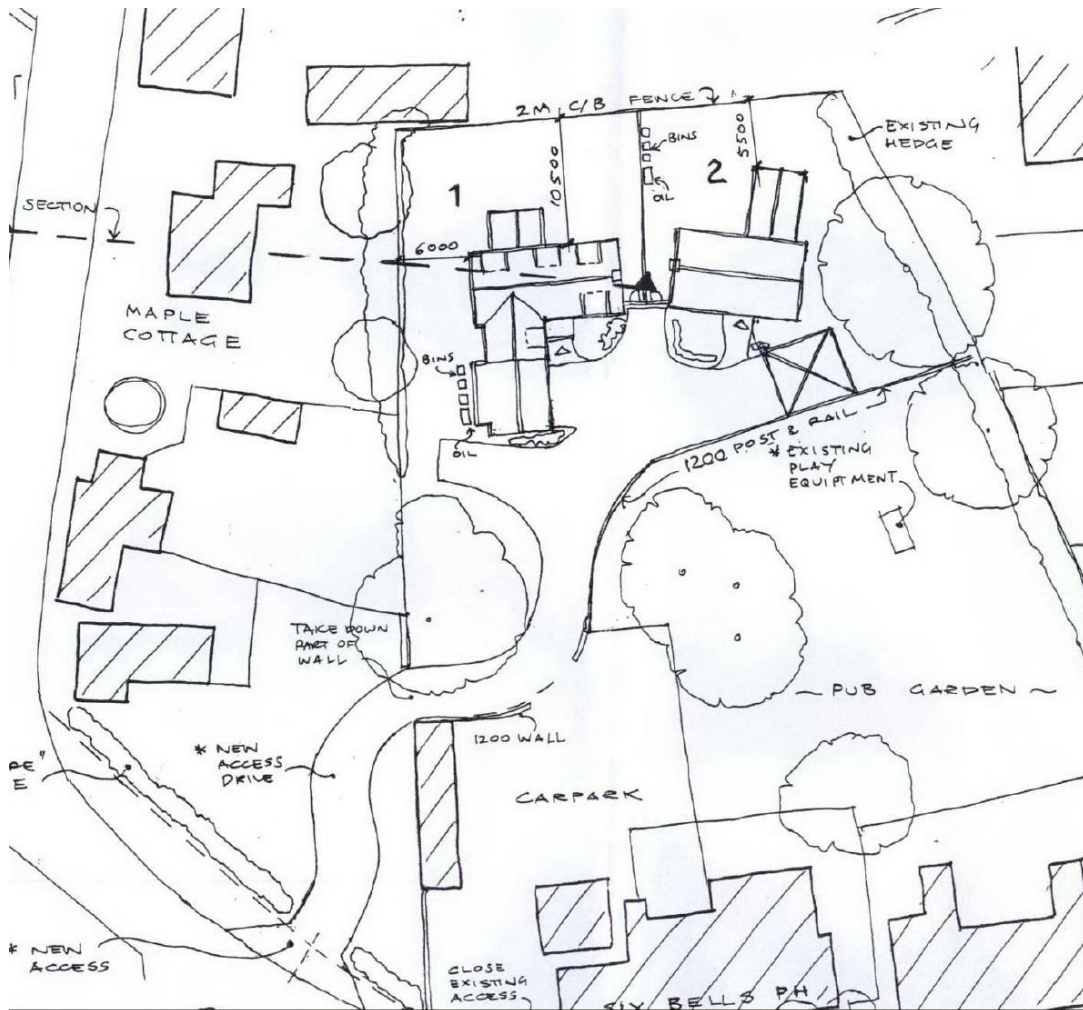 2M C/B FENCE
EXISTING
HEDGE
BINS
OIL
1
2
10500
5500
SECTION
6000
MAPLE
COTTAGE
BINS
OIL
1200 POST & RAIL
* EXISTING
PLAY
EQUIPTMENT
TAKE DOWN
PART OF
WALL
PUB GARDEN
1200 WALL
* NEW
ACCESS
DRIVE
CARPARK
E
* NEW
ACCESS
CLOSE
EXISTING
ACCESS
SIX BELLS PH